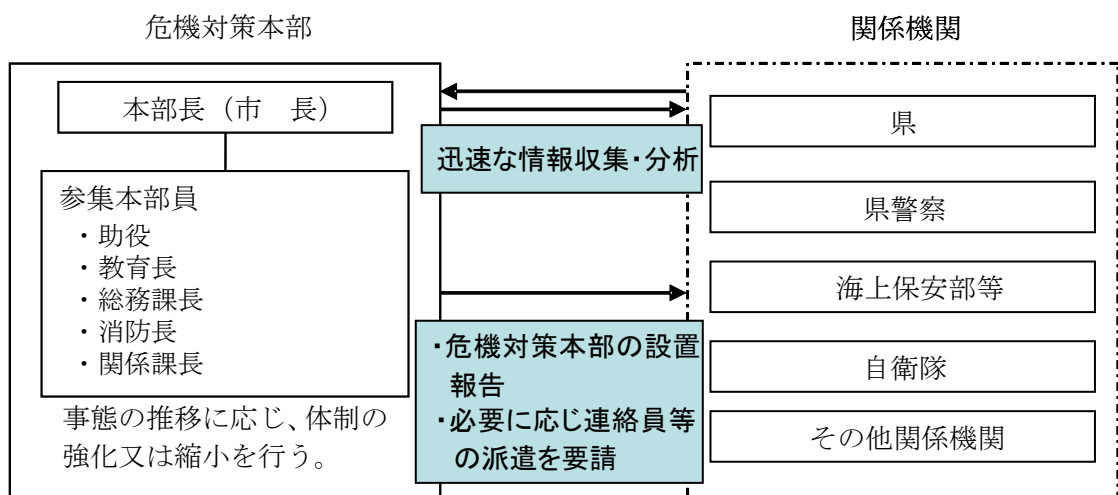 危機対策本部
関係機関
本部長（市　長）
参集本部員
・助役
・教育長
・総務課長
・消防長
・関係課長
事態の推移に応じ、体制の
強化又は縮小を行う。
迅速な情報収集・分析
・危機対策本部の設置
報告
・必要に応じ連絡員等
の派遣を要請
県
県警察
海上保安部等
自衛隊
その他関係機関